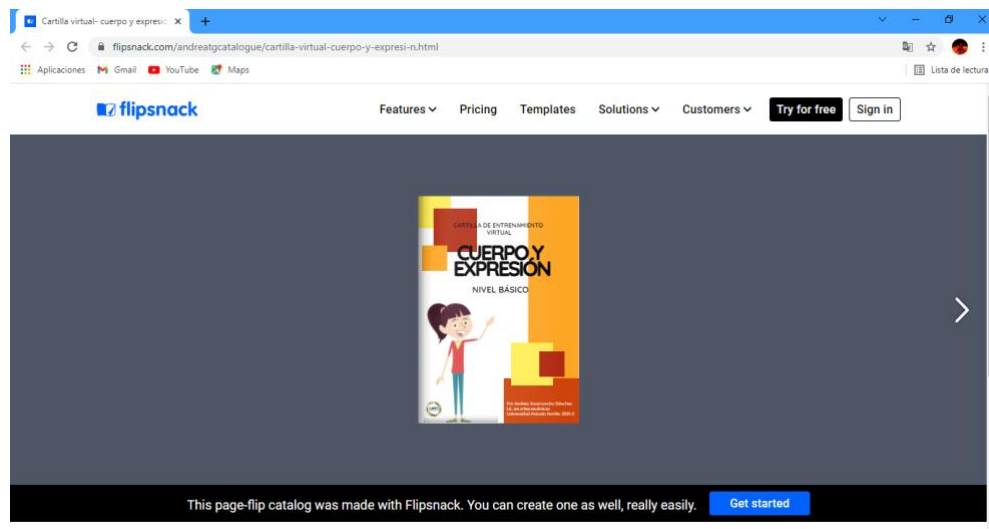 Cartilla virtual- cuerpo y expresic
flipsnack.com/andreatgcatalogue/cartilla-virtual-cuerpo-y-expresi-n.html
Aplicaciones Gmail YouTube Maps Lista de lectura
flipsnack Features Pricing Templates Solutions Customers Try for free Sign in
CARTILLA DE ENTRENAMIENTO
VIRTUAL
CUERPO Y
EXPRESIÓN
NIVEL BÁSICO
This page-flip catalog was made with Flipsnack. You can create one as well, really easily. Get started